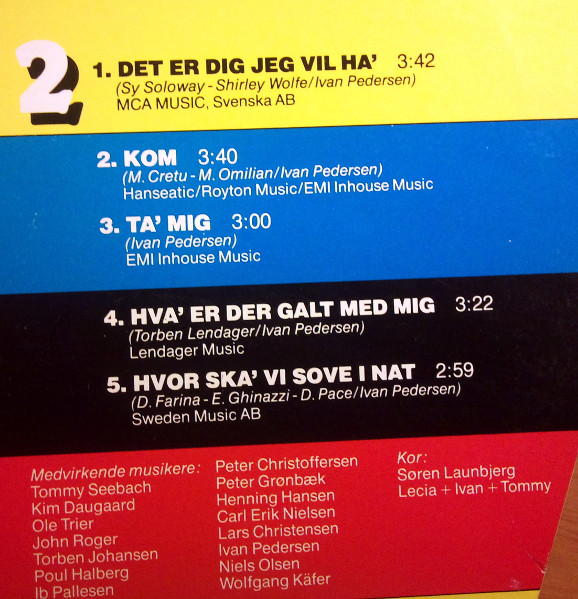 2
1. DET ER DIG JEG VIL HA' 3:42
(Sy Soloway - Shirley Wolfe/Ivan Pedersen)
MCA MUSIC, Svenska AB
2. KOM 3:40
(M. Cretu - M. Omilian/Ivan Pedersen)
Hanseatic/Royton Music/EMI Inhouse Music
3. TA' MIG 3:00
(Ivan Pedersen)
EMI Inhouse Music
4. HVA' ER DER GALT MED MIG 3:22
(Torben Lendager/Ivan Pedersen)
Lendager Music
5. HVOR SKA' VI SOVE I NAT 2:59
(D. Farina - E. Ghinazzi - D. Pace/Ivan Pedersen)
Sweden Music AB
Medvirkende musikere:
Tommy Seebach
Kim Daugaard
Ole Trier
John Roger
Torben Johansen
Poul Halberg
Ib Pallesen
Peter Christoffersen
Peter Grønbæk
Henning Hansen
Carl Erik Nielsen
Lars Christensen
Ivan Pedersen
Niels Olsen
Wolfgang Käfer
Kor:
Søren Launbjerg
Lecia + Ivan + Tommy